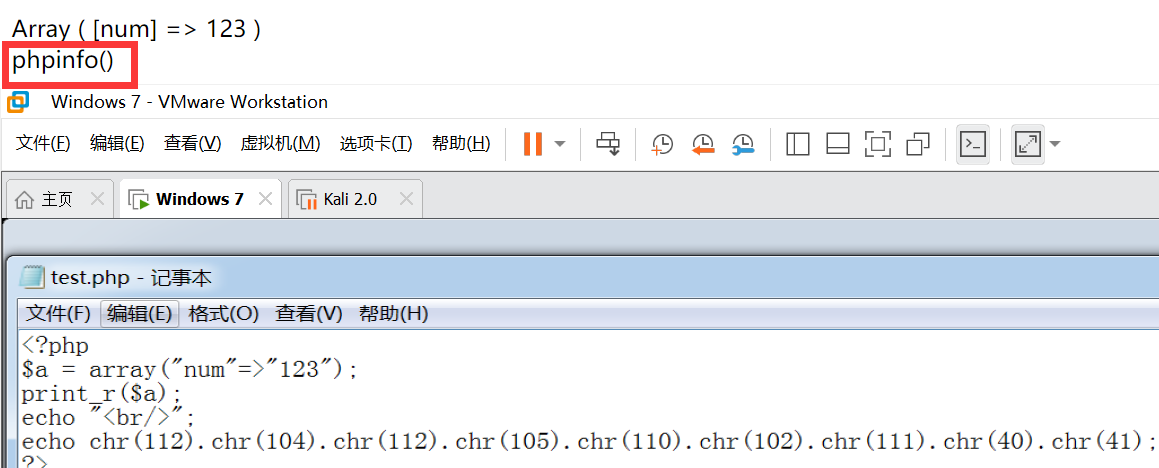 Array ( [num] => 123 )
phpinfo()
Windows 7 - VMware Workstation
文件(F) 编辑(E) 查看(V) 虚拟机(M) 选项卡(T) 帮助(H)
主页 Windows 7 Kali 2.0
test.php - 记事本
文件(F) 编辑(E) 格式(O) 查看(V) 帮助(H)
<?php
$a = array("num"=>"123");
print_r($a);
echo "<br/>";
echo chr(112).chr(104).chr(112).chr(105).chr(110).chr(102).chr(111).chr(40).chr(41);
?>